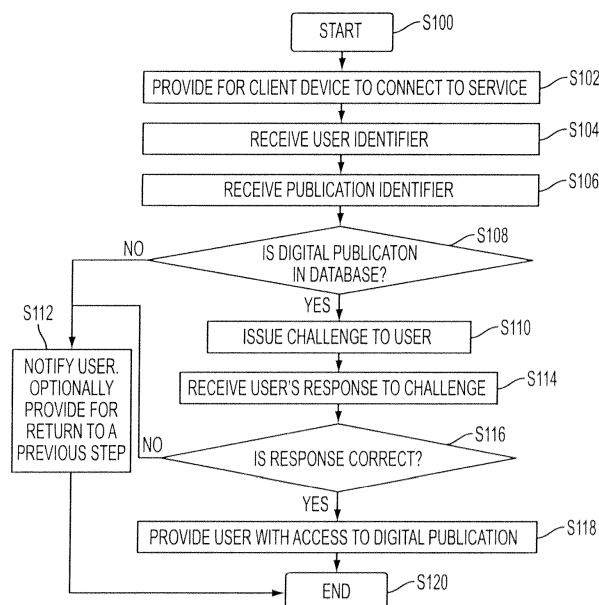 START
S100
PROVIDE FOR CLIENT DEVICE TO CONNECT TO SERVICE
S102
RECEIVE USER IDENTIFIER
S104
RECEIVE PUBLICATION IDENTIFIER
S106
S108
NO
IS DIGITAL PUBLICATON
IN DATABASE?
YES
S112
ISSUE CHALLENGE TO USER
S110
NOTIFY USER.
OPTIONALLY
PROVIDE FOR
RETURN TO A
PREVIOUS STEP
RECEIVE USER'S RESPONSE TO CHALLENGE
S114
S116
NO
IS RESPONSE CORRECT?
YES
PROVIDE USER WITH ACCESS TO DIGITAL PUBLICATION
S118
END
S120